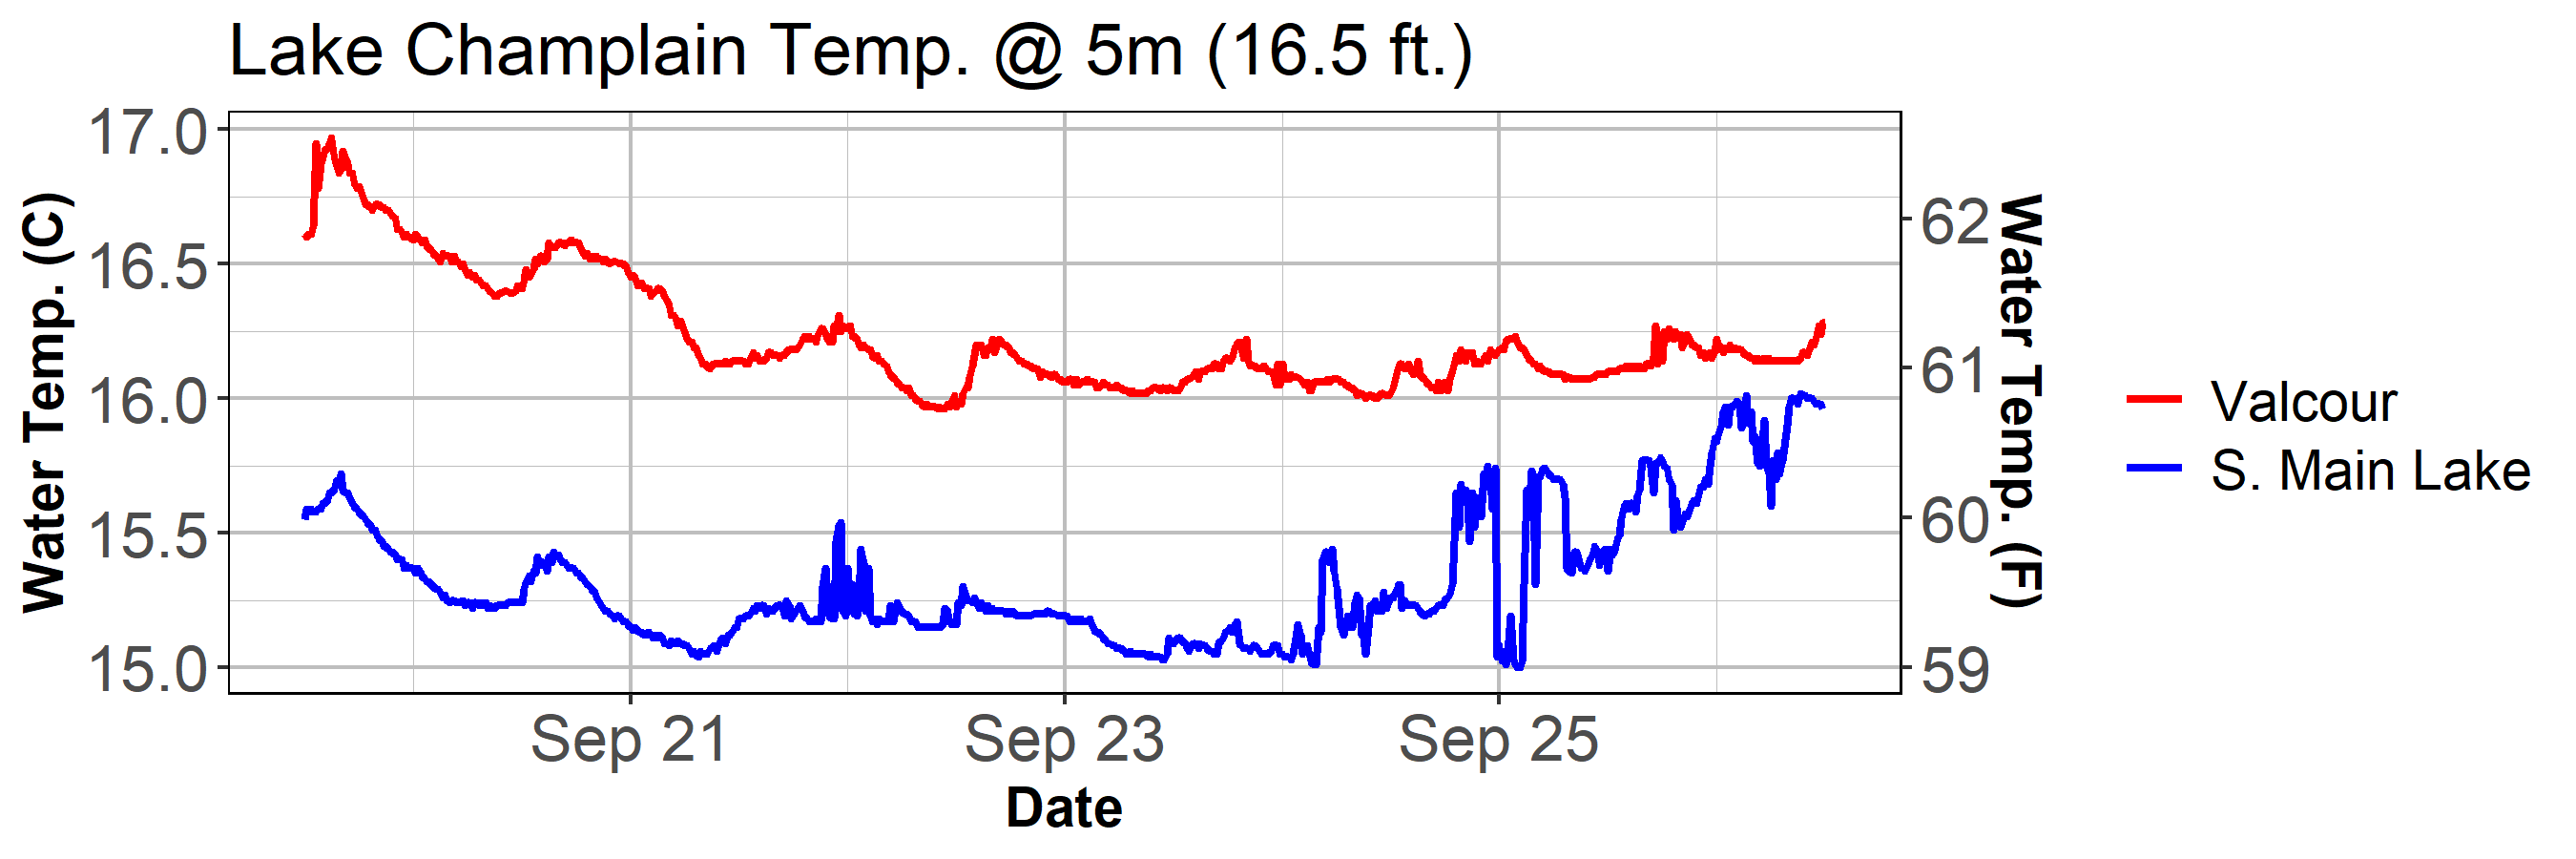 Lake Champlain Temp. @ 5m (16.5 ft.)
Water Temp. (C)
17.0
16.5
16.0
15.5
15.0
62
61
60
59
Water Temp. (F)
Sep 21
Sep 23
Sep 25
Date
Valcour
S. Main Lake